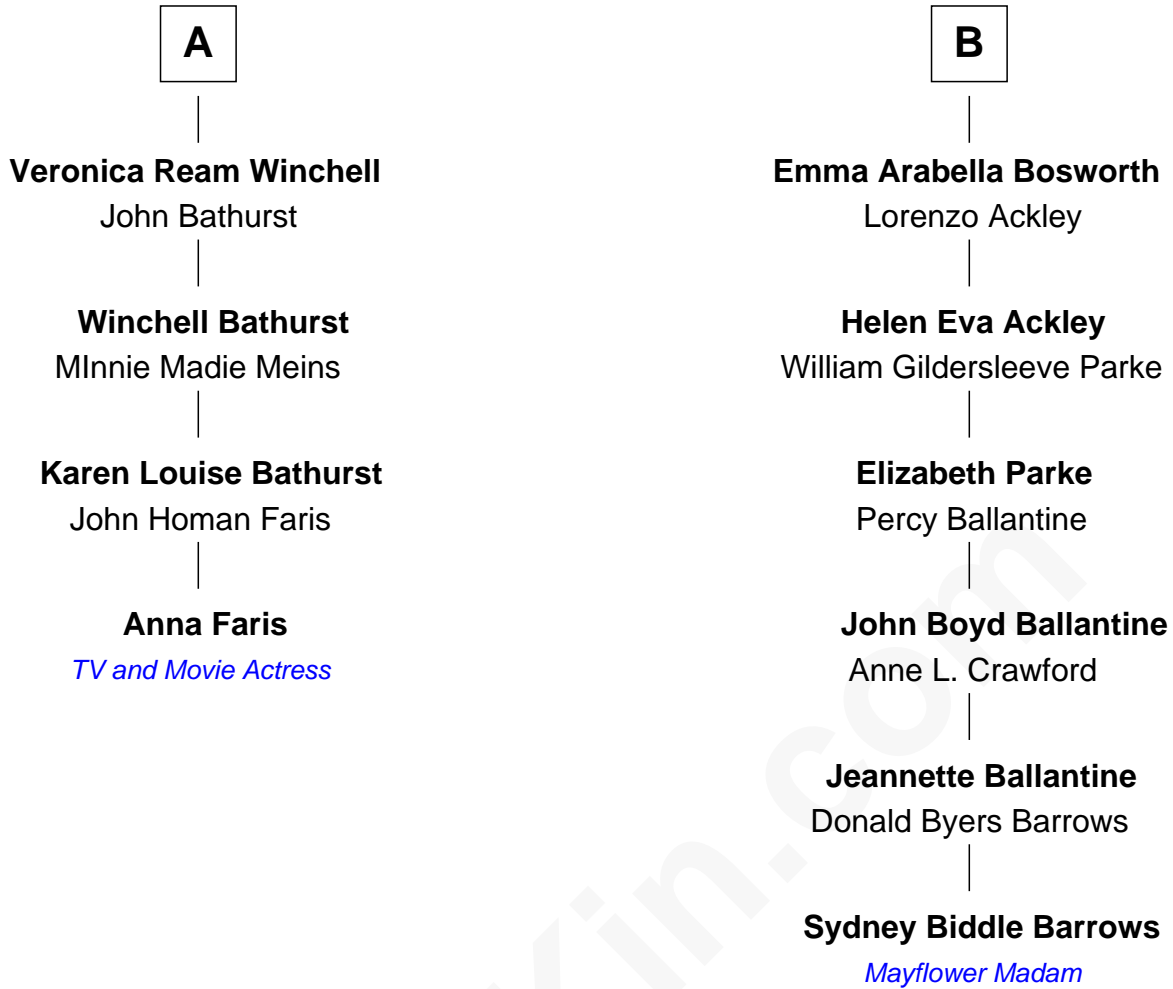 A
Veronica Ream Winchell
John Bathurst
Winchell Bathurst
MInnie Madie Meins
Karen Louise Bathurst
John Homan Faris
Anna Faris
TV and Movie Actress
B
Emma Arabella Bosworth
Lorenzo Ackley
Helen Eva Ackley
William Gildersleeve Parke
Elizabeth Parke
Percy Ballantine
John Boyd Ballantine
Anne L. Crawford
Jeannette Ballantine
Donald Byers Barrows
Sydney Biddle Barrows
Mayflower Madam
Kin.com